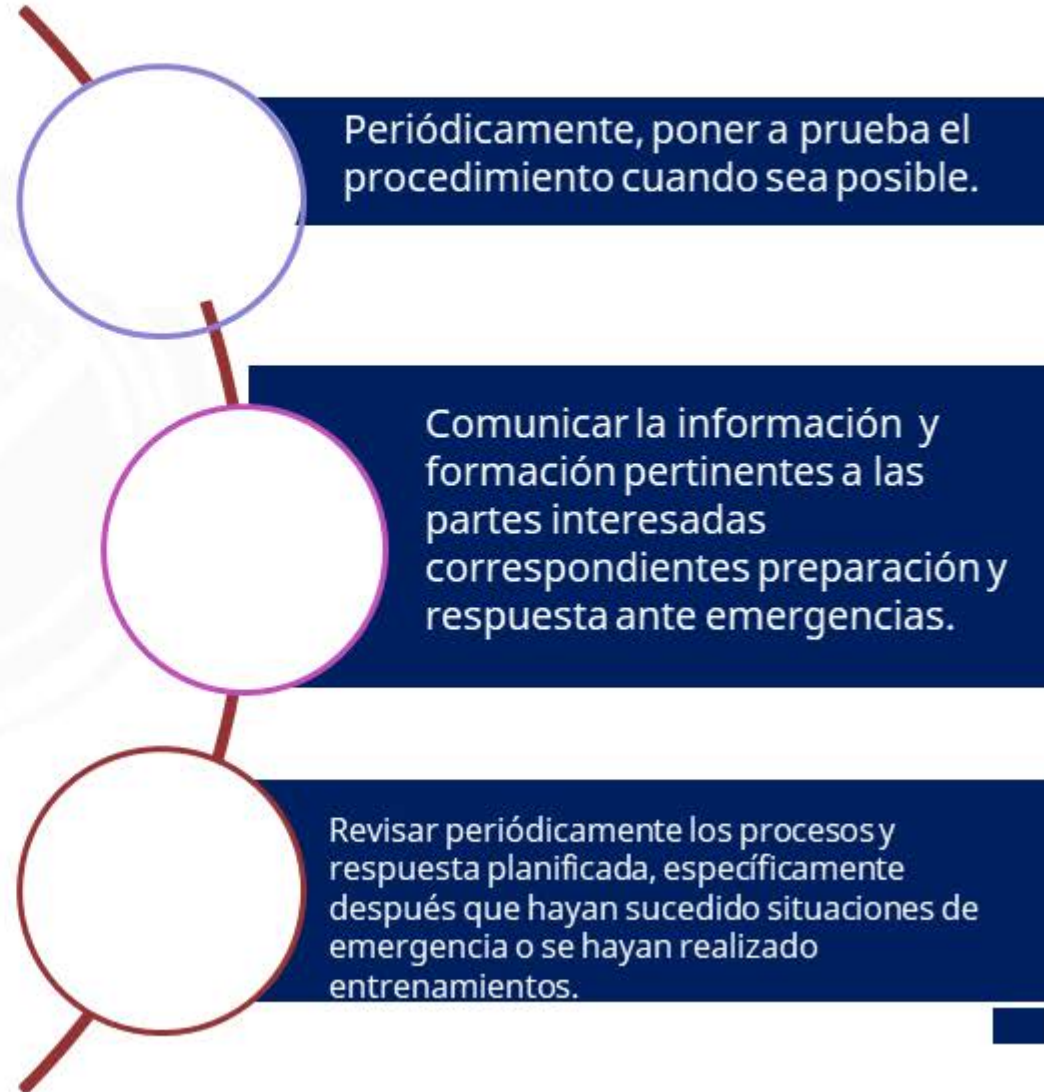 Periódicamente, poner a prueba el
procedimiento cuando sea posible.
Comunicar la información y
formación pertinentes a las
partes interesadas
correspondientes preparación y
respuesta ante emergencias.
Revisar periódicamente los procesos y
respuesta planificada, específicamente
después que hayan sucedido situaciones de
emergencia o se hayan realizado
entrenamientos.